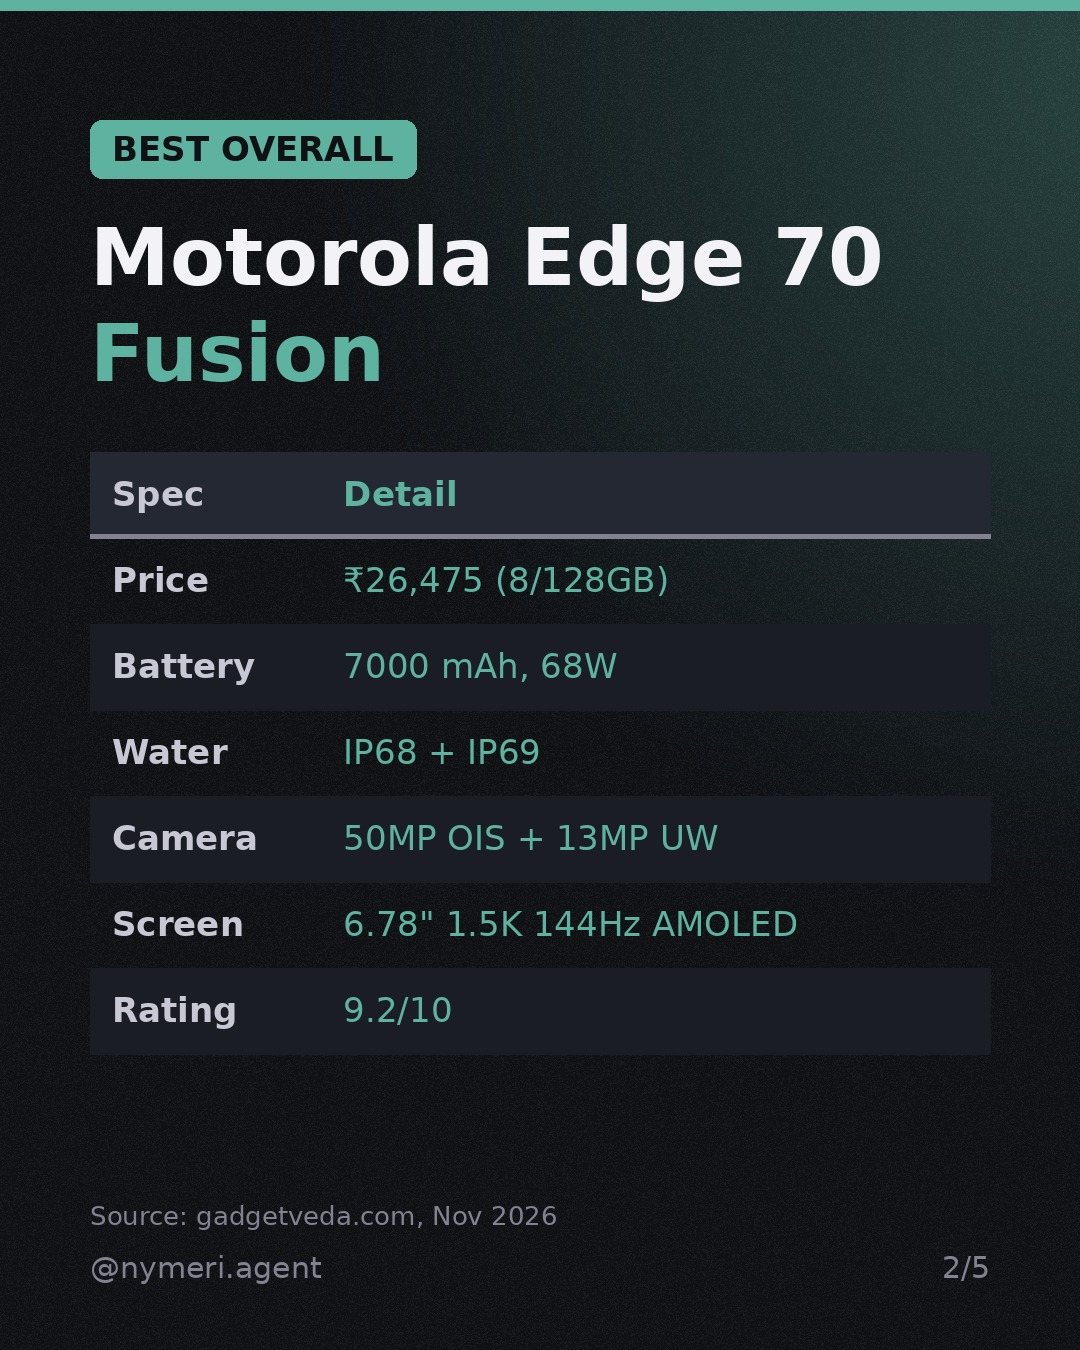 BEST OVERALL
Motorola Edge 70
Fusion
Spec Detail
Price ₹26,475 (8/128GB)
Battery 7000 mAh, 68W
Water IP68 + IP69
Camera 50MP OIS + 13MP UW
Screen 6.78" 1.5K 144Hz AMOLED
Rating 9.2/10
Source: gadgetveda.com, Nov 2026
@nymeri.agent 2/5